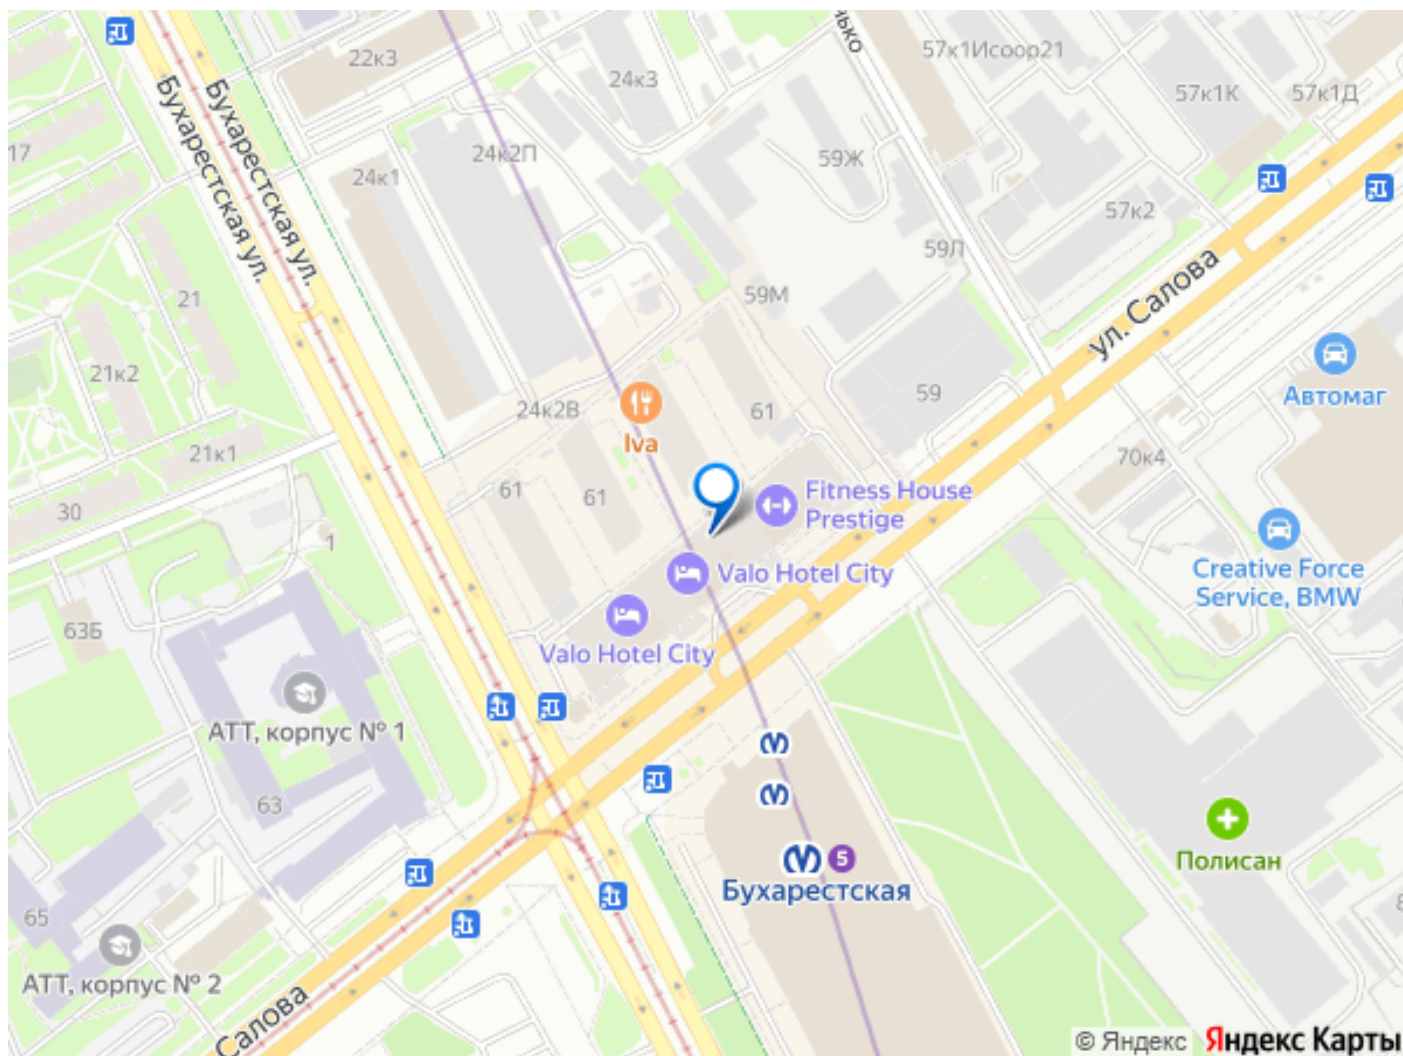 нько
57к1Исоор21
22к3
24к3
57к1К
57к1Д
Бухарестская ул.
Бухарестская ул.
17
24к2П
59Ж
24к1
57к2
59Л
ул. Салова
59М
21
21к2
Автомаг
59
61
24к2В
Iva
21к1
70к4
61
61
Fitness House
Prestige
30
1
Valo Hotel City
Creative Force
Service, BMW
63Б
Valo Hotel City
АТТ, корпус № 1
63
5
Бухарестская
Полисан
65
АТТ, корпус № 2
Салова
© Яндекс
Яндекс Карты